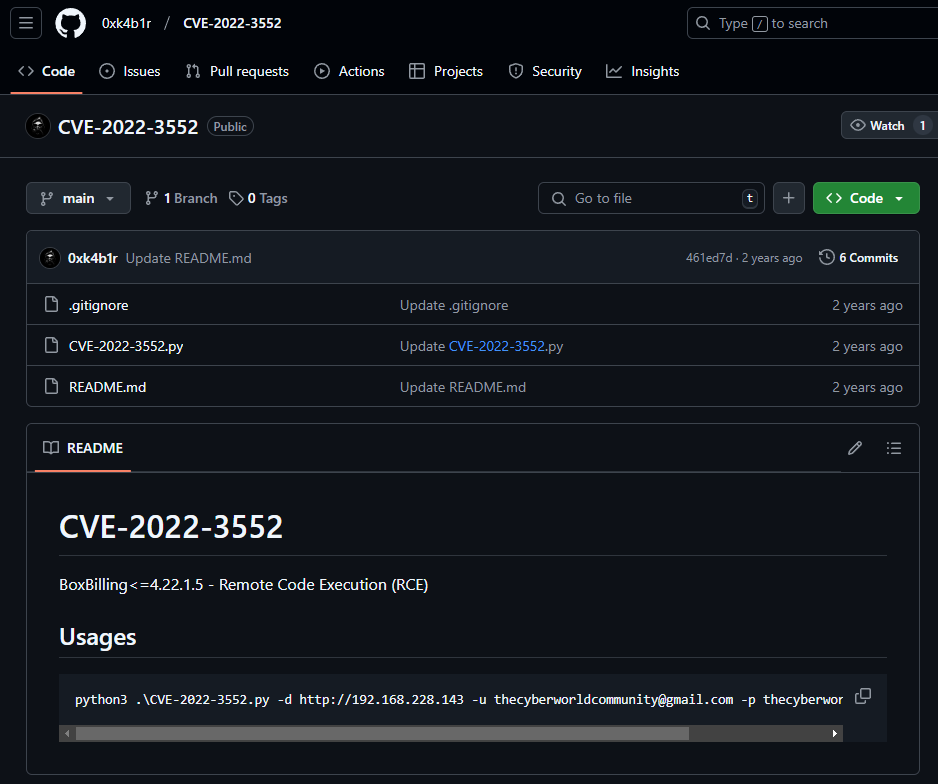 0xk4b1r / CVE-2022-3552 Type / to search
Code Issues Pull requests Actions Projects Security Insights
CVE-2022-3552 Public Watch 1
main 1 Branch 0 Tags Go to file t + Code
0xk4b1r Update README.md 461ed7d · 2 years ago 6 Commits
.gitignore Update .gitignore 2 years ago
CVE-2022-3552.py Update CVE-2022-3552.py 2 years ago
README.md Update README.md 2 years ago
README
CVE-2022-3552
BoxBilling<=4.22.1.5 - Remote Code Execution (RCE)
Usages
python3 .\CVE-2022-3552.py -d http://192.168.228.143 -u thecyberworldcommunity@gmail.com -p thecyberwor